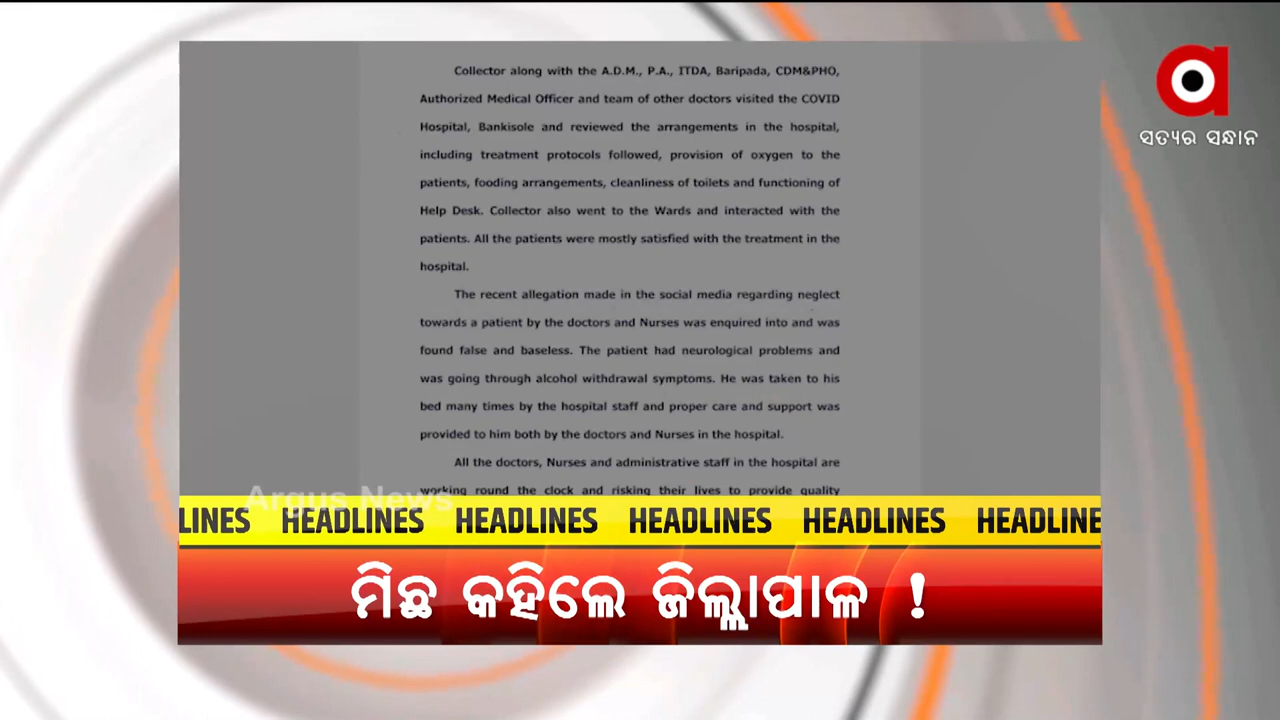 Collector along with the A.D.M., P.A., ITDA, Baripada, CDM&PHO,
Authorized Medical Officer and team of other doctors visited the COVID
Hospital, Bankisole and reviewed the arrangements in the hospital,
including treatment protocols followed, provision of oxygen to the
patients, fooding arrangements, cleanliness of toilets and functioning of
Help Desk. Collector also went to the Wards and interacted with the
patients. All the patients were mostly satisfied with the treatment in the
hospital.
The recent allegation made in the social media regarding neglect
towards a patient by the doctors and Nurses was enquired into and was
found false and baseless. The patient had neurological problems and
was going through alcohol withdrawal symptoms. He was taken to his
bed many times by the hospital staff and proper care and support was
provided to him both by the doctors and Nurses in the hospital.
All the doctors, Nurses and administrative staff in the hospital are
working round the clock and risking their lives to provide quality
ସତ୍ୟର ସନ୍ଧାନ
Argus News
LINES HEADLINES HEADLINES HEADLINES HEADLINES HEADLINE
ମିଛ କହିଲେ ଜିଲ୍ଲାପାଳ !